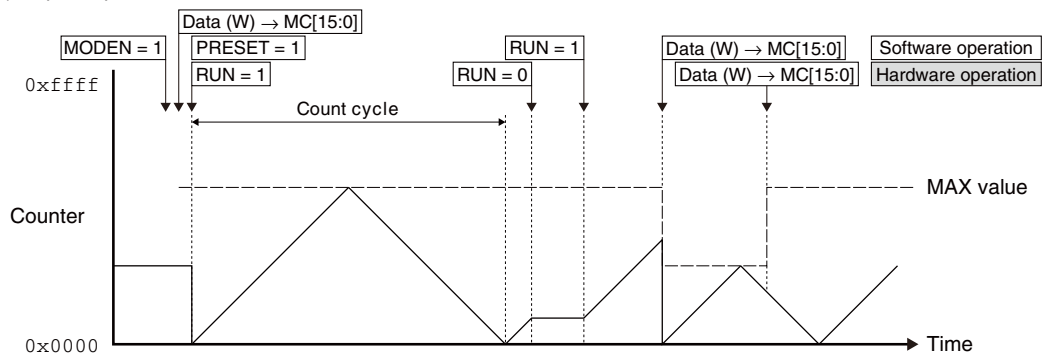 Data (W) → MC[15:0]
MODEN = 1
PRESET = 1
RUN = 1
RUN = 1
RUN = 0
Data (W) → MC[15:0]
Data (W) → MC[15:0]
Software operation
Hardware operation
0xffff
Count cycle
MAX value
Counter
0x0000
Time